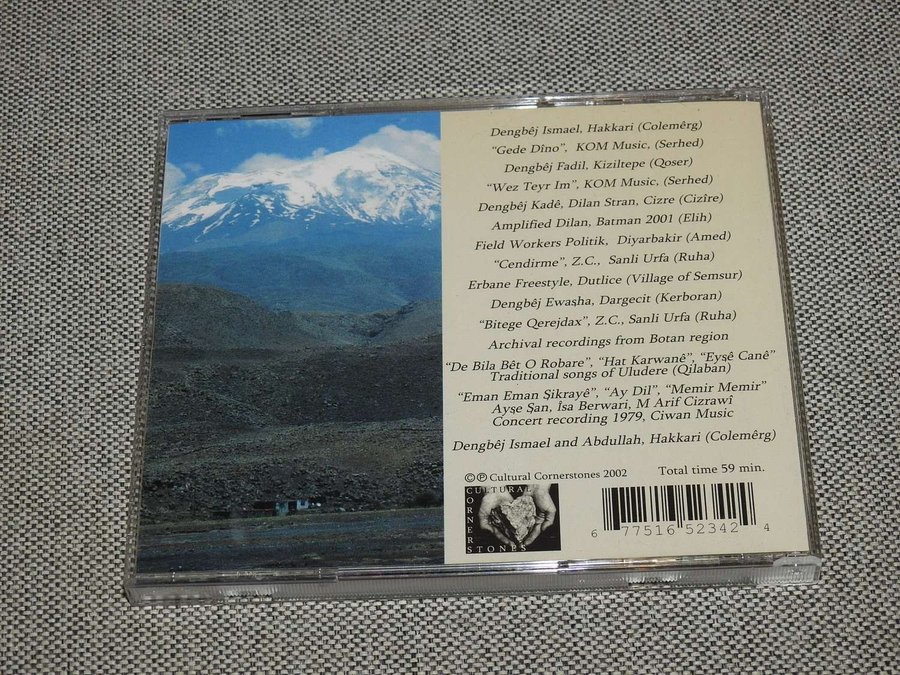 Dengbêj Ismael, Hakkari (Colemêrg)
“Gede Dîno”, KOM Music, (Serhed)
Dengbêj Fadil, Kiziltepe (Qoser)
“Wez Teyr Im”, KOM Music, (Serhed)
Dengbêj Kadê, Dilan Stran, Cizre (Cizîre)
Amplified Dilan, Batman 2001 (Elih)
Field Workers Politik, Diyarbakir (Amed)
“Cendirme”, Z.C., Sanli Urfa (Ruha)
Erbane Freestyle, Dutlice (Village of Semsur)
Dengbêj Ewaşha, Dargecit (Kerboran)
“Bitege Qerejdax”, Z.C., Sanli Urfa (Ruha)
Archival recordings from Botan region
“De Bila Bêt O Robare”, “Hat Karwanê”, “Eyşê Canê”
Traditional songs of Uludere (Qilaban)
“Eman Eman Şikrayê”, “Ay Dil”, “Memir Memir”
Ayşe Şan, Îsa Berwari, M Arif Cizrawî
Concert recording 1979, Ciwan Music
Dengbêj Ismael and Abdullah, Hakkari (Colemêrg)
©℗ Cultural Cornerstones 2002 Total time 59 min.
CULTURAL
CORNERSTONES
6 77516 52342 4